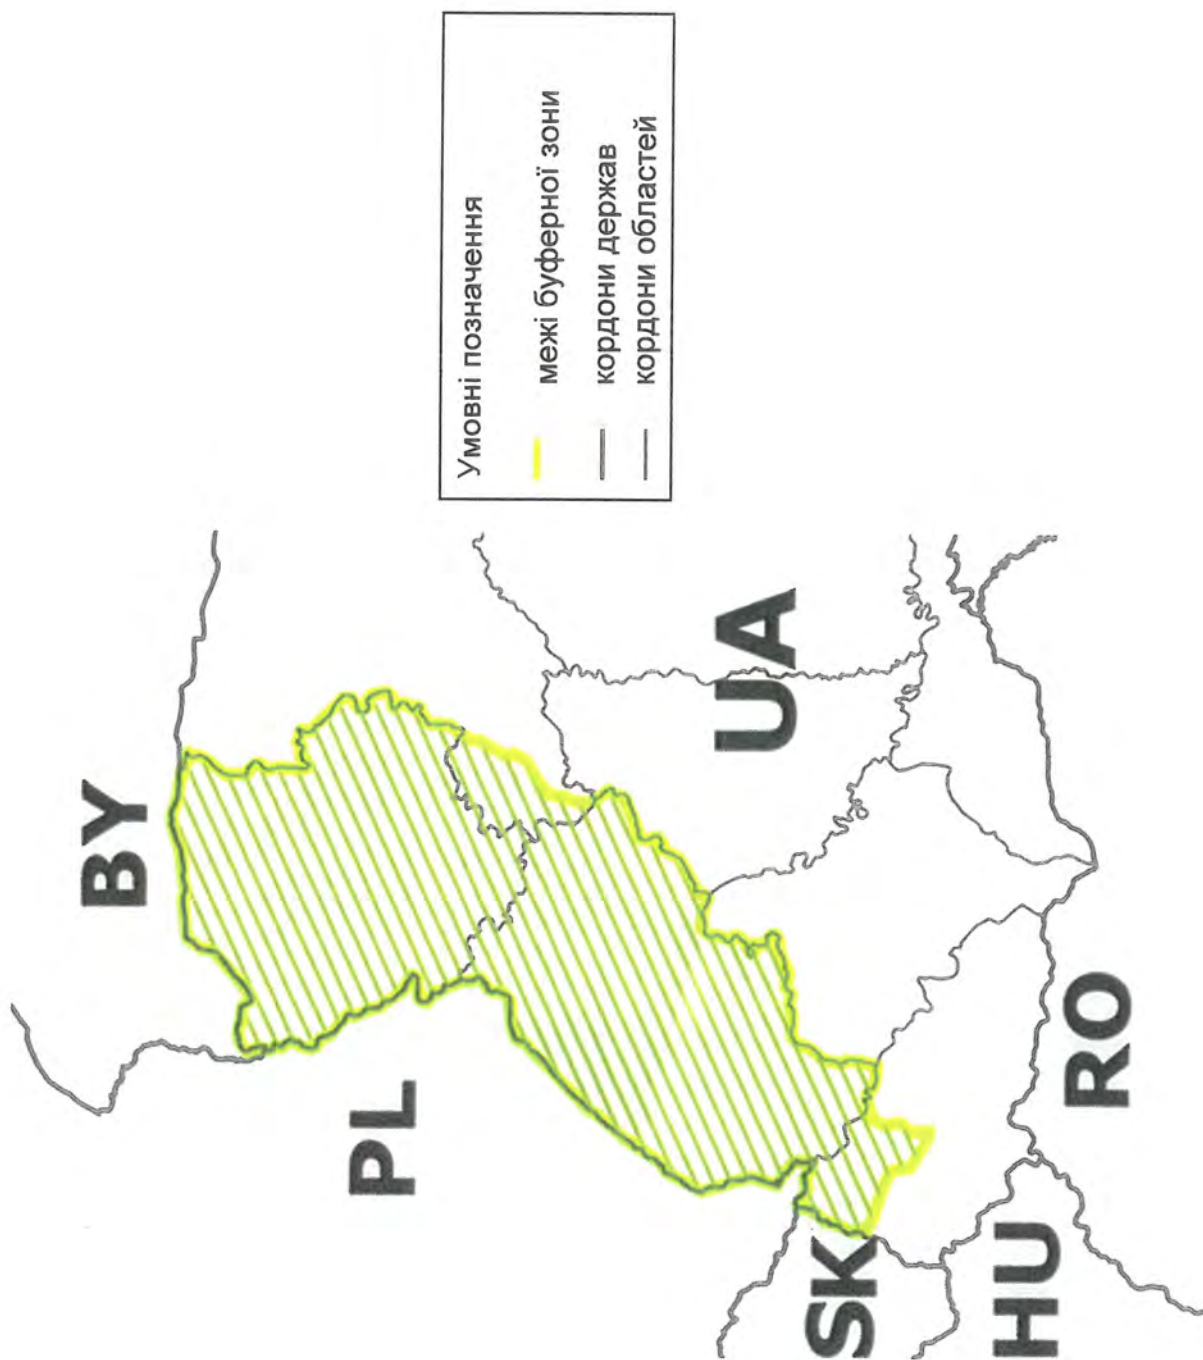 BY
PL
UA
SK
HU
RO
Умовні позначення
межі буферної зони
кордони держав
кордони областей